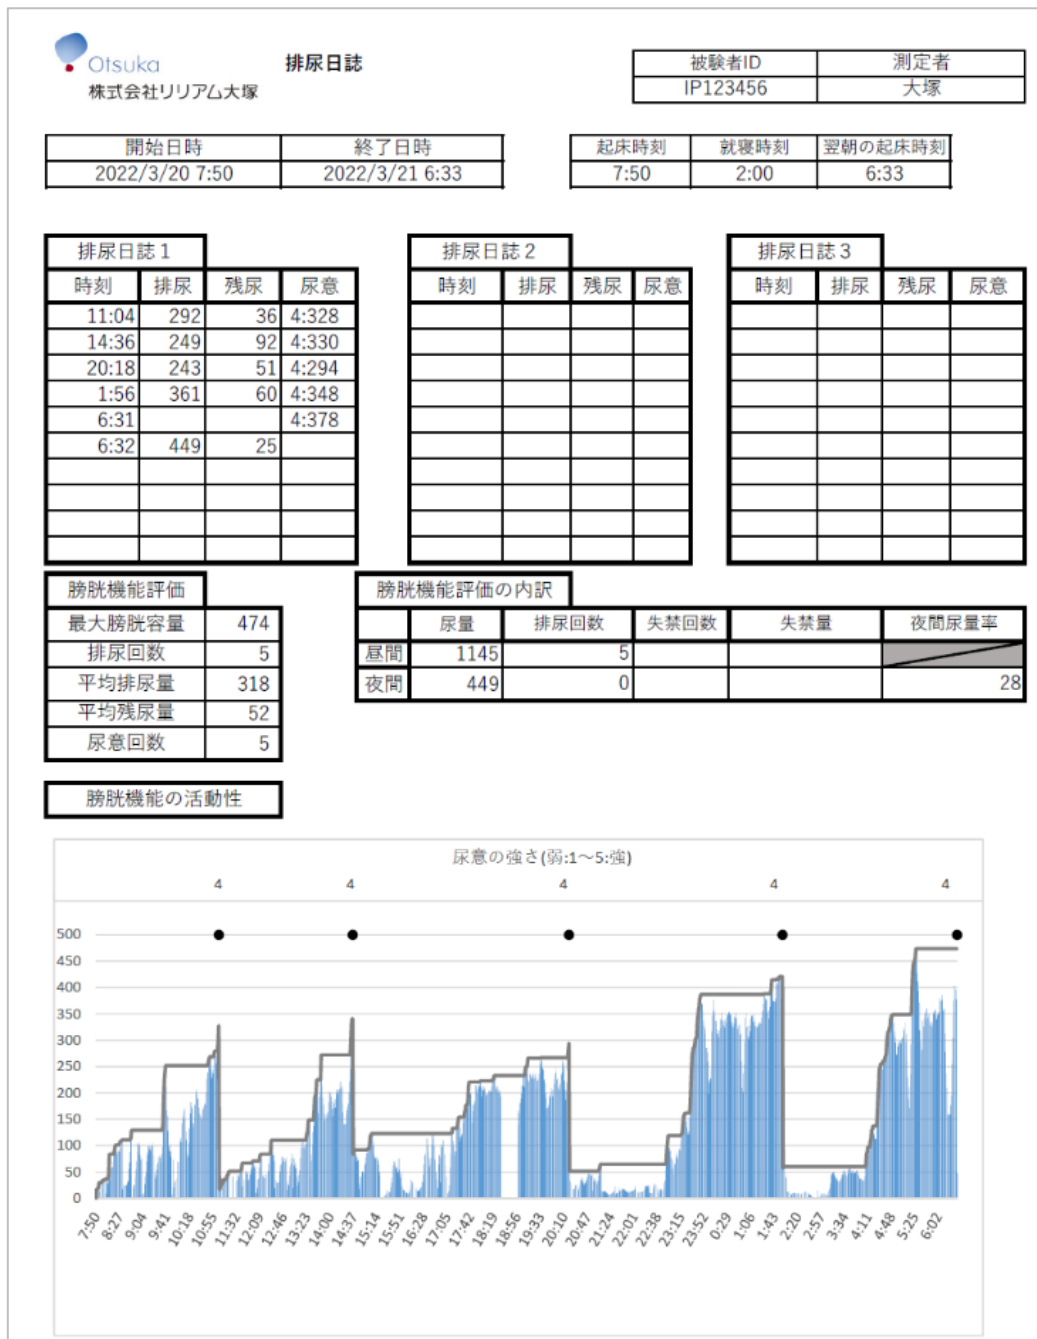 Otsuka
株式会社リリアム大塚
排尿日誌
被験者ID 測定者
IP123456 大塚
開始日時 終了日時
2022/3/20 7:50 2022/3/21 6:33
起床時刻 就寝時刻 翌朝の起床時刻
7:50 2:00 6:33
排尿日誌1
時刻 排尿 残尿 尿意
11:04 292 36 4:328
14:36 249 92 4:330
20:18 243 51 4:294
1:56 361 60 4:348
6:31 4:378
6:32 449 25
排尿日誌2
時刻 排尿 残尿 尿意
排尿日誌3
時刻 排尿 残尿 尿意
膀胱機能評価
最大膀胱容量 474
排尿回数 5
平均排尿量 318
平均残尿量 52
尿意回数 5
膀胱機能評価の内訳
尿量 排尿回数 失禁回数 失禁量 夜間尿量率
昼間 1145 5
夜間 449 0 28
膀胱機能の活動性
尿意の強さ(弱:1～5:強)
4 4 4 4 4
500
450
400
350
300
250
200
150
100
50
0
7:50 8:27 9:04 9:41 10:18 10:55 11:32 12:09 12:46 13:23 14:00 14:37 15:14 15:51 16:28 17:05 17:42 18:19 18:56 19:33 20:10 20:47 21:24 22:01 22:38 23:15 23:52 0:29 1:06 1:43 2:20 2:57 3:34 4:11 4:48 5:25 6:02